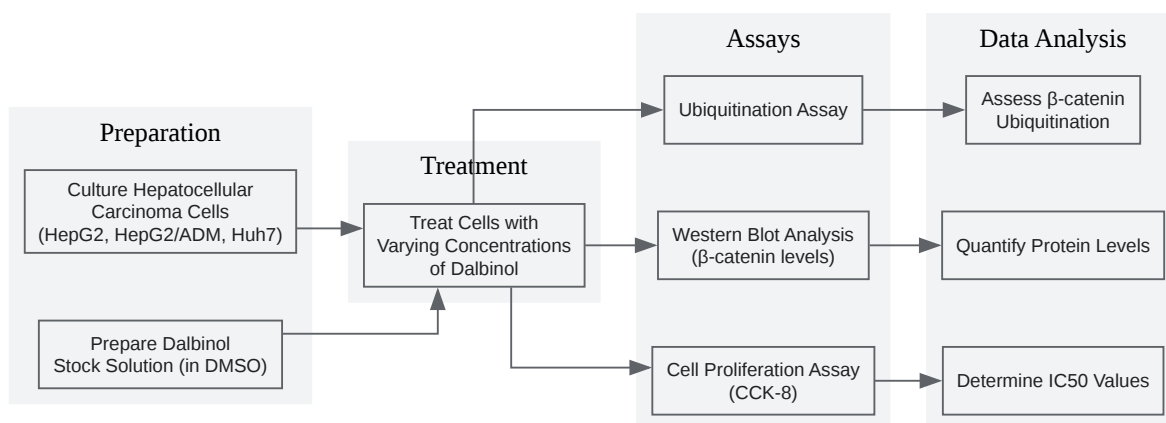 Preparation
Culture Hepatocellular
Carcinoma Cells
(HepG2, HepG2/ADM, Huh7)
Prepare Dalbinol
Stock Solution (in DMSO)
Treatment
Treat Cells with
Varying Concentrations
of Dalbinol
Assays
Ubiquitination Assay
Western Blot Analysis
(β-catenin levels)
Cell Proliferation Assay
(CCK-8)
Data Analysis
Assess β-catenin
Ubiquitination
Quantify Protein Levels
Determine IC50 Values